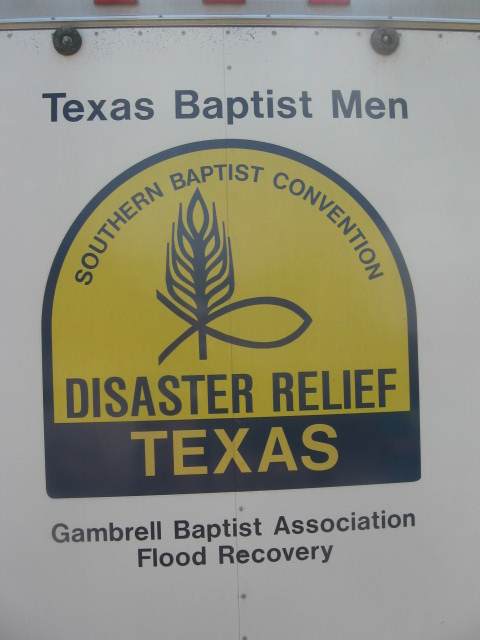 Texas Baptist Men
SOUTHERN BAPTIST CONVENTION
DISASTER RELIEF
TEXAS
Gambrell Baptist Association
Flood Recovery